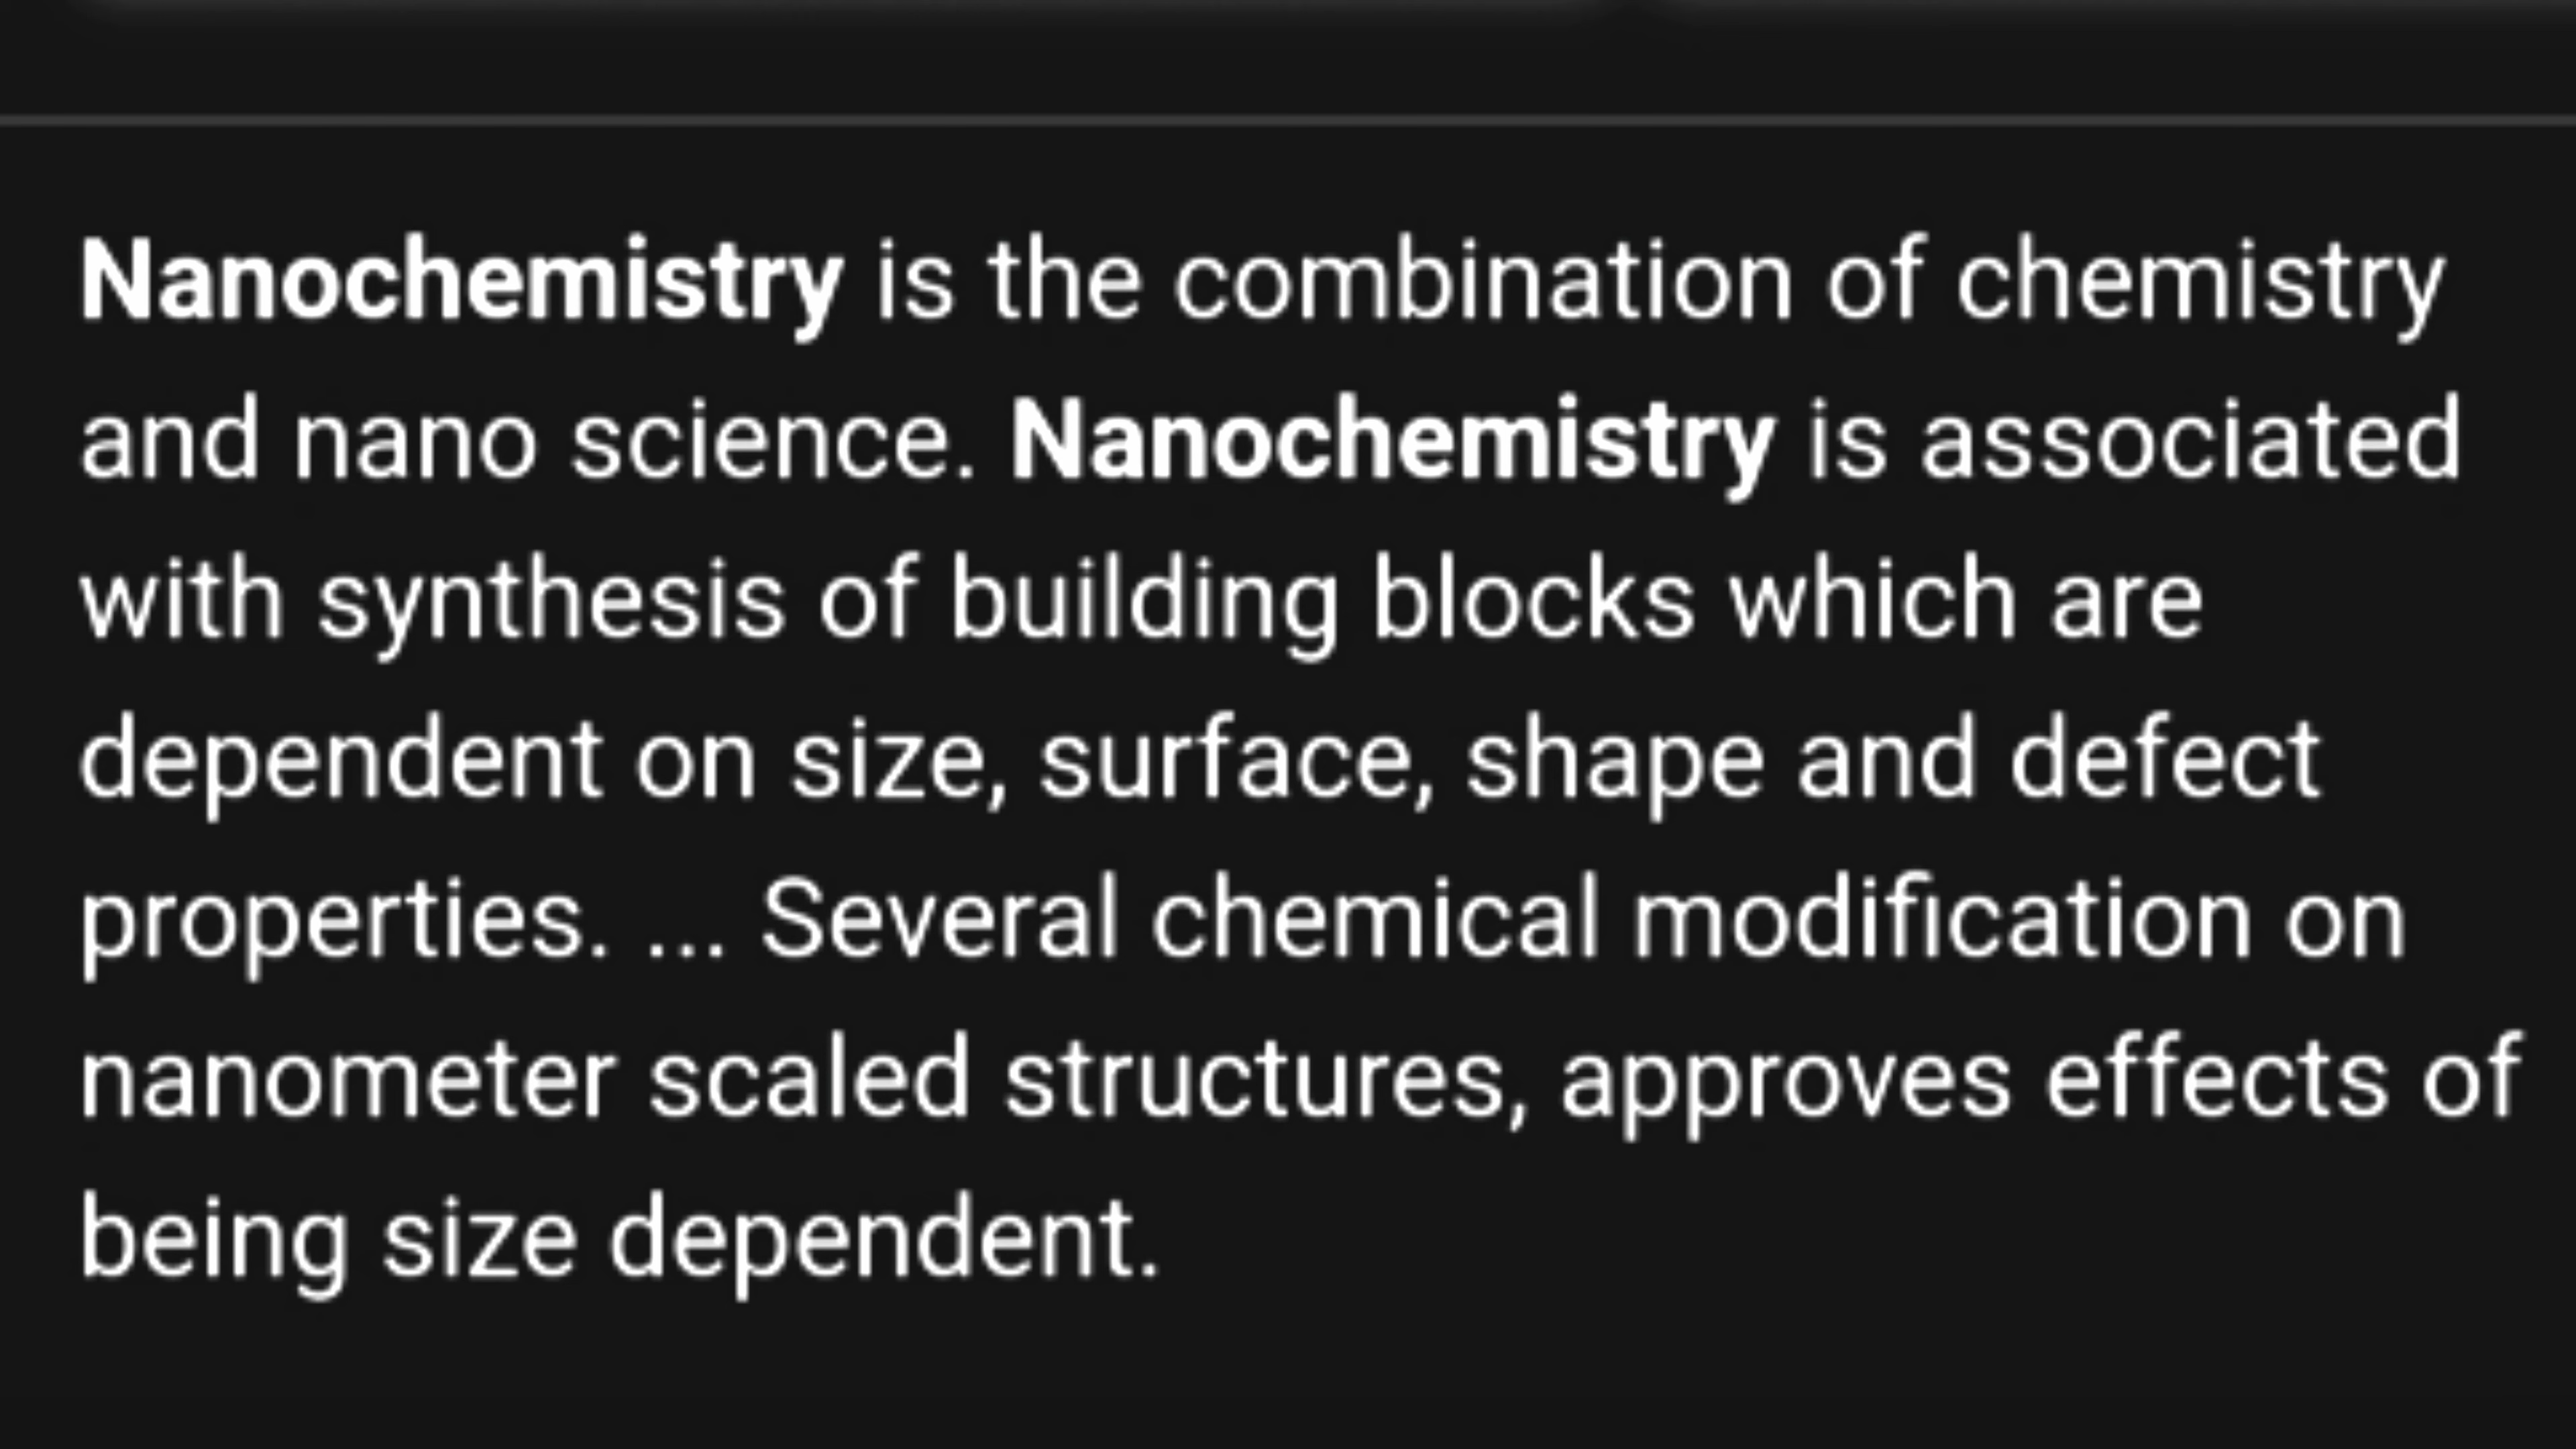 Nanochemistry is the combination of chemistry
and nano science. Nanochemistry is associated
with synthesis of building blocks which are
dependent on size, surface, shape and defect
properties. ... Several chemical modification on
nanometer scaled structures, approves effects of
being size dependent.